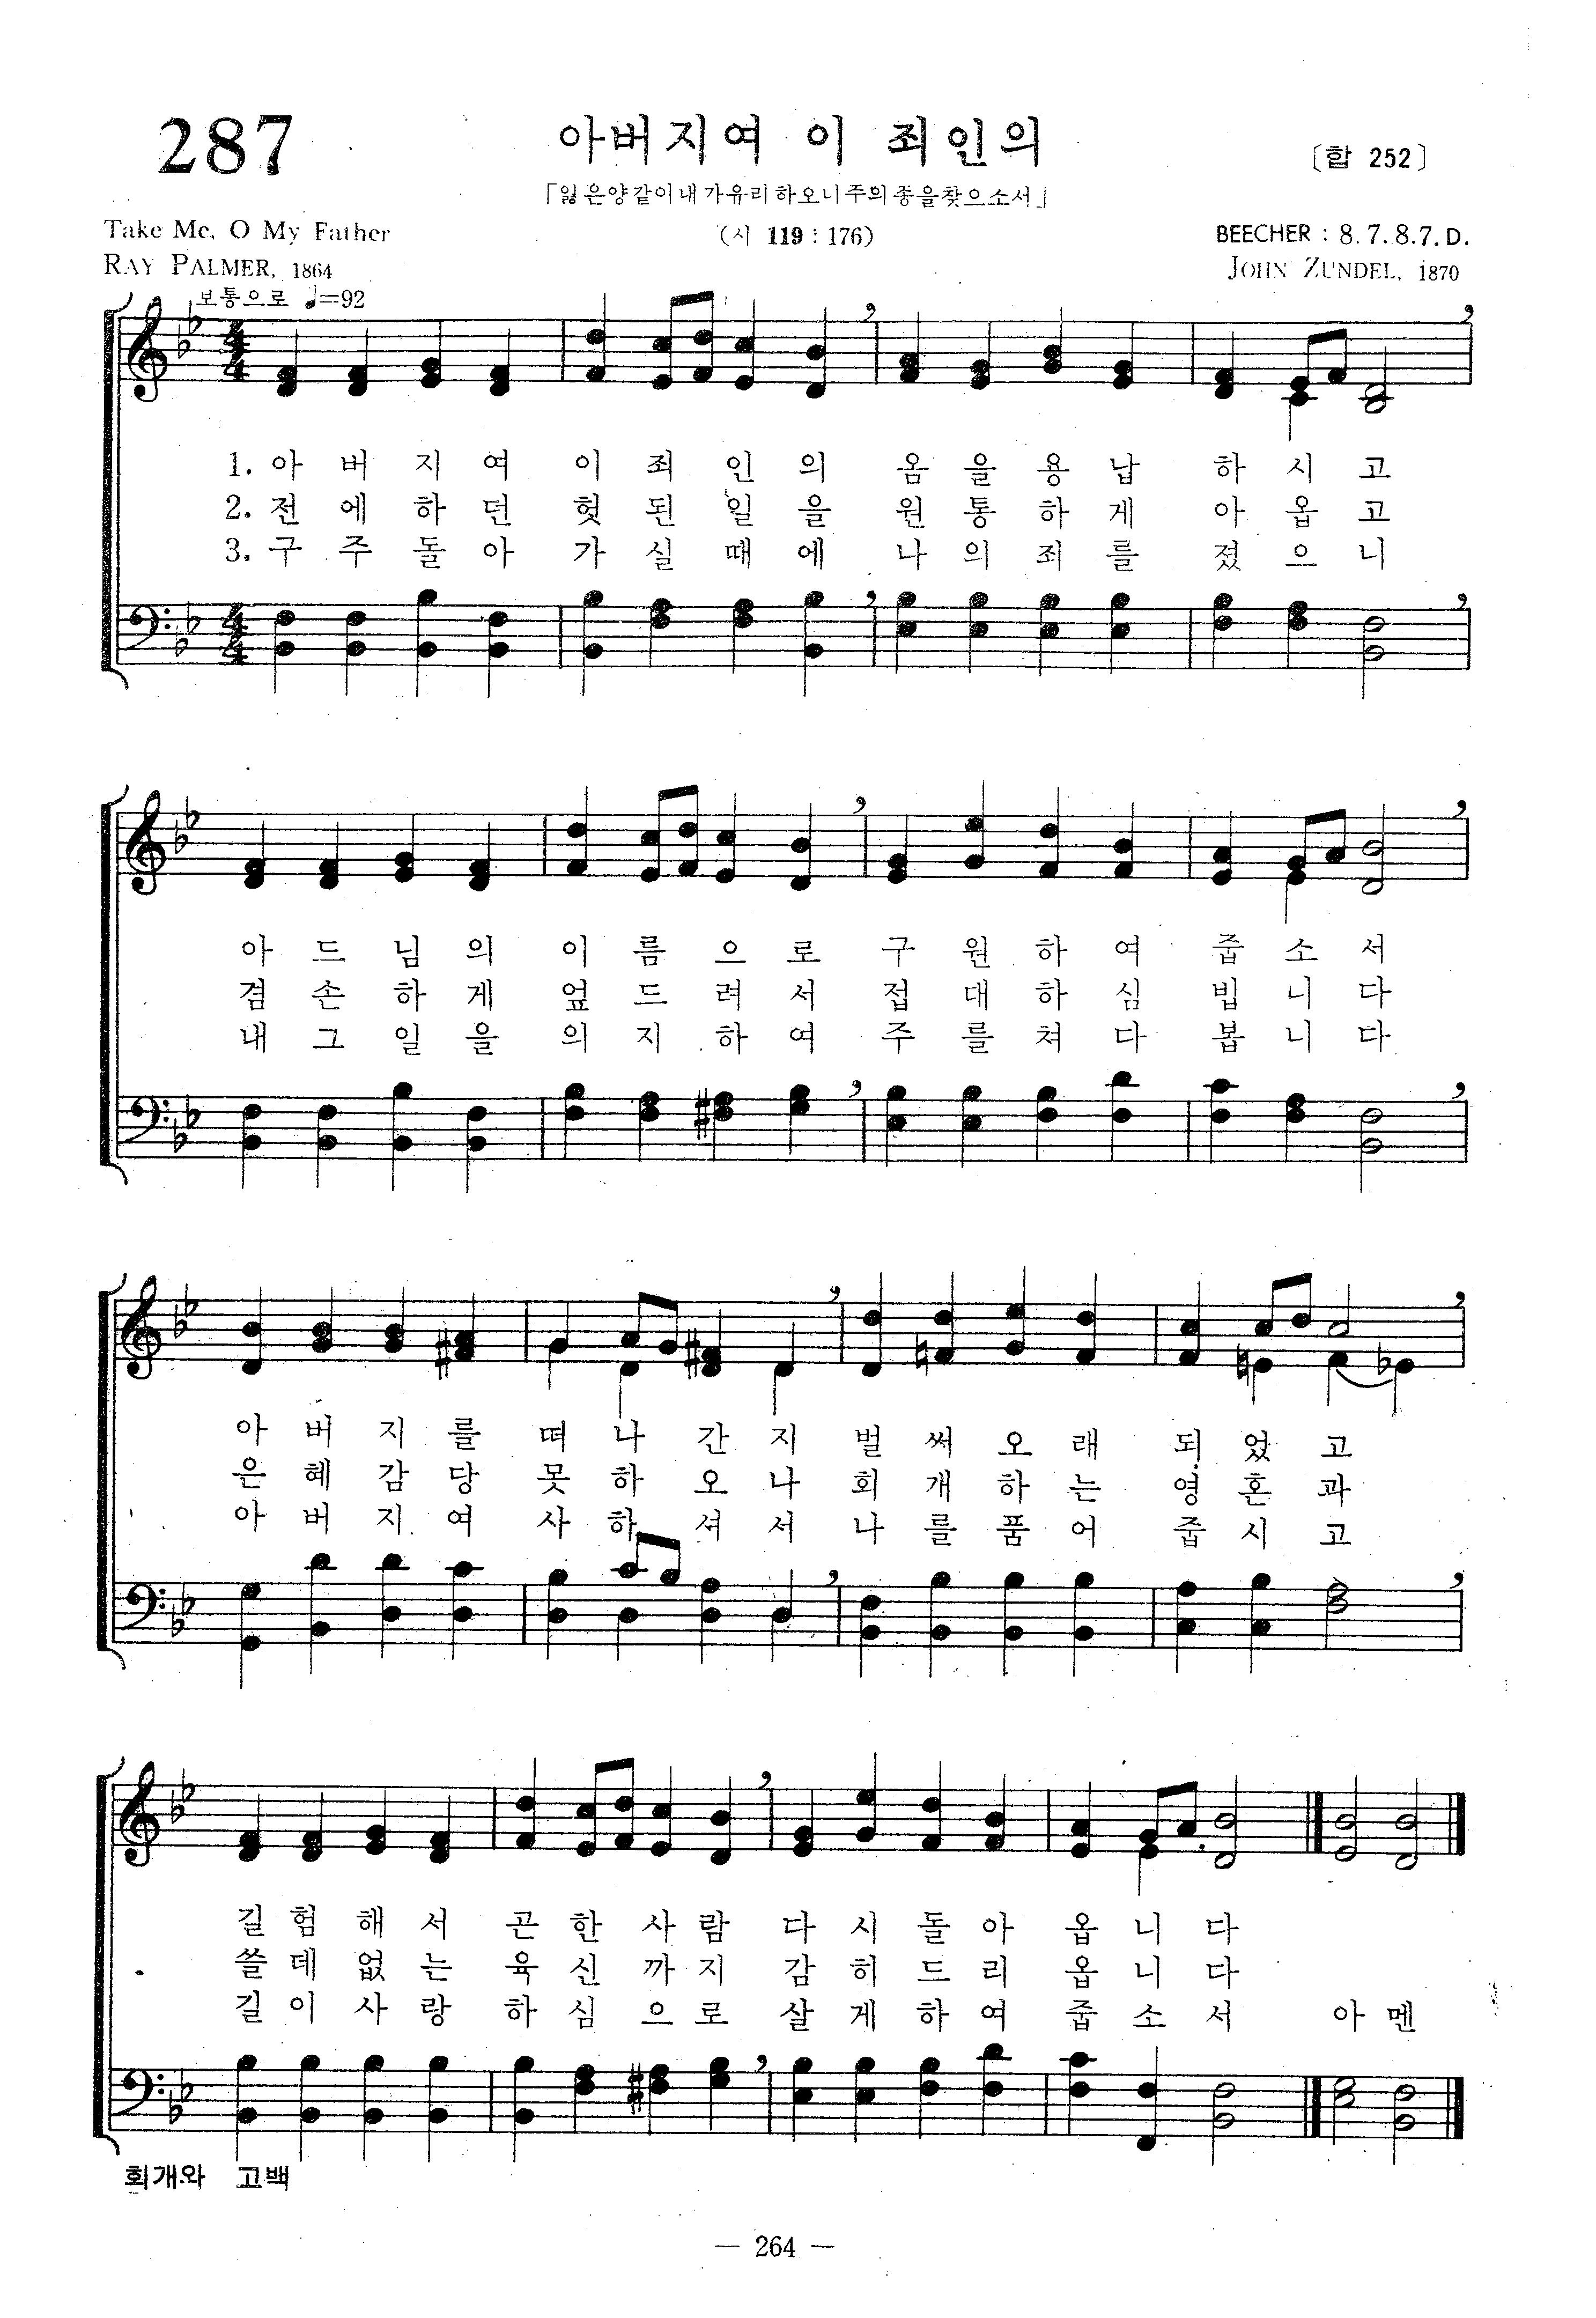 287
아버지여 이 죄인의
〔합 252〕
「잃은양같이내가유리하오니주의종을찾으소서」
Take Me, O My Father
(시 119 : 176)
BEECHER : 8. 7. 8. 7. D.
RAY PALMER, 1864
JOHN ZUNDEL, 1870
보통으로 ♩=92
1. 아 버 지 여 이 죄 인 의 옴 을 용 납 하 시 고
2. 전 에 하 던 헛 된 일 을 원 통 하 게 아 옵 고
3. 구 주 돌 아 가 실 때 에 나 의 죄 를 졌 으 니
아 드 님 의 이 름 으 로 구 원 하 여 줍 소 서
겸 손 하 게 엎 드 려 서 접 대 하 심 빕 니 다
내 그 일 을 의 지 하 여 주 를 쳐 다 봅 니 다
아 버 지 를 떠 나 간 지 벌 써 오 래 되 었 고
은 혜 감 당 못 하 오 나 회 개 하 는 영 혼 과
아 버 지 여 사 하 셔 서 나 를 품 어 줍 시 고
길 험 해 서 곤 한 사 람 다 시 돌 아 옵 니 다
쓸 데 없 는 육 신 까 지 감 히 드 리 옵 니 다
길 이 사 랑 하 심 으 로 살 게 하 여 줍 소 서 아 멘
회개와 고백
— 264 —